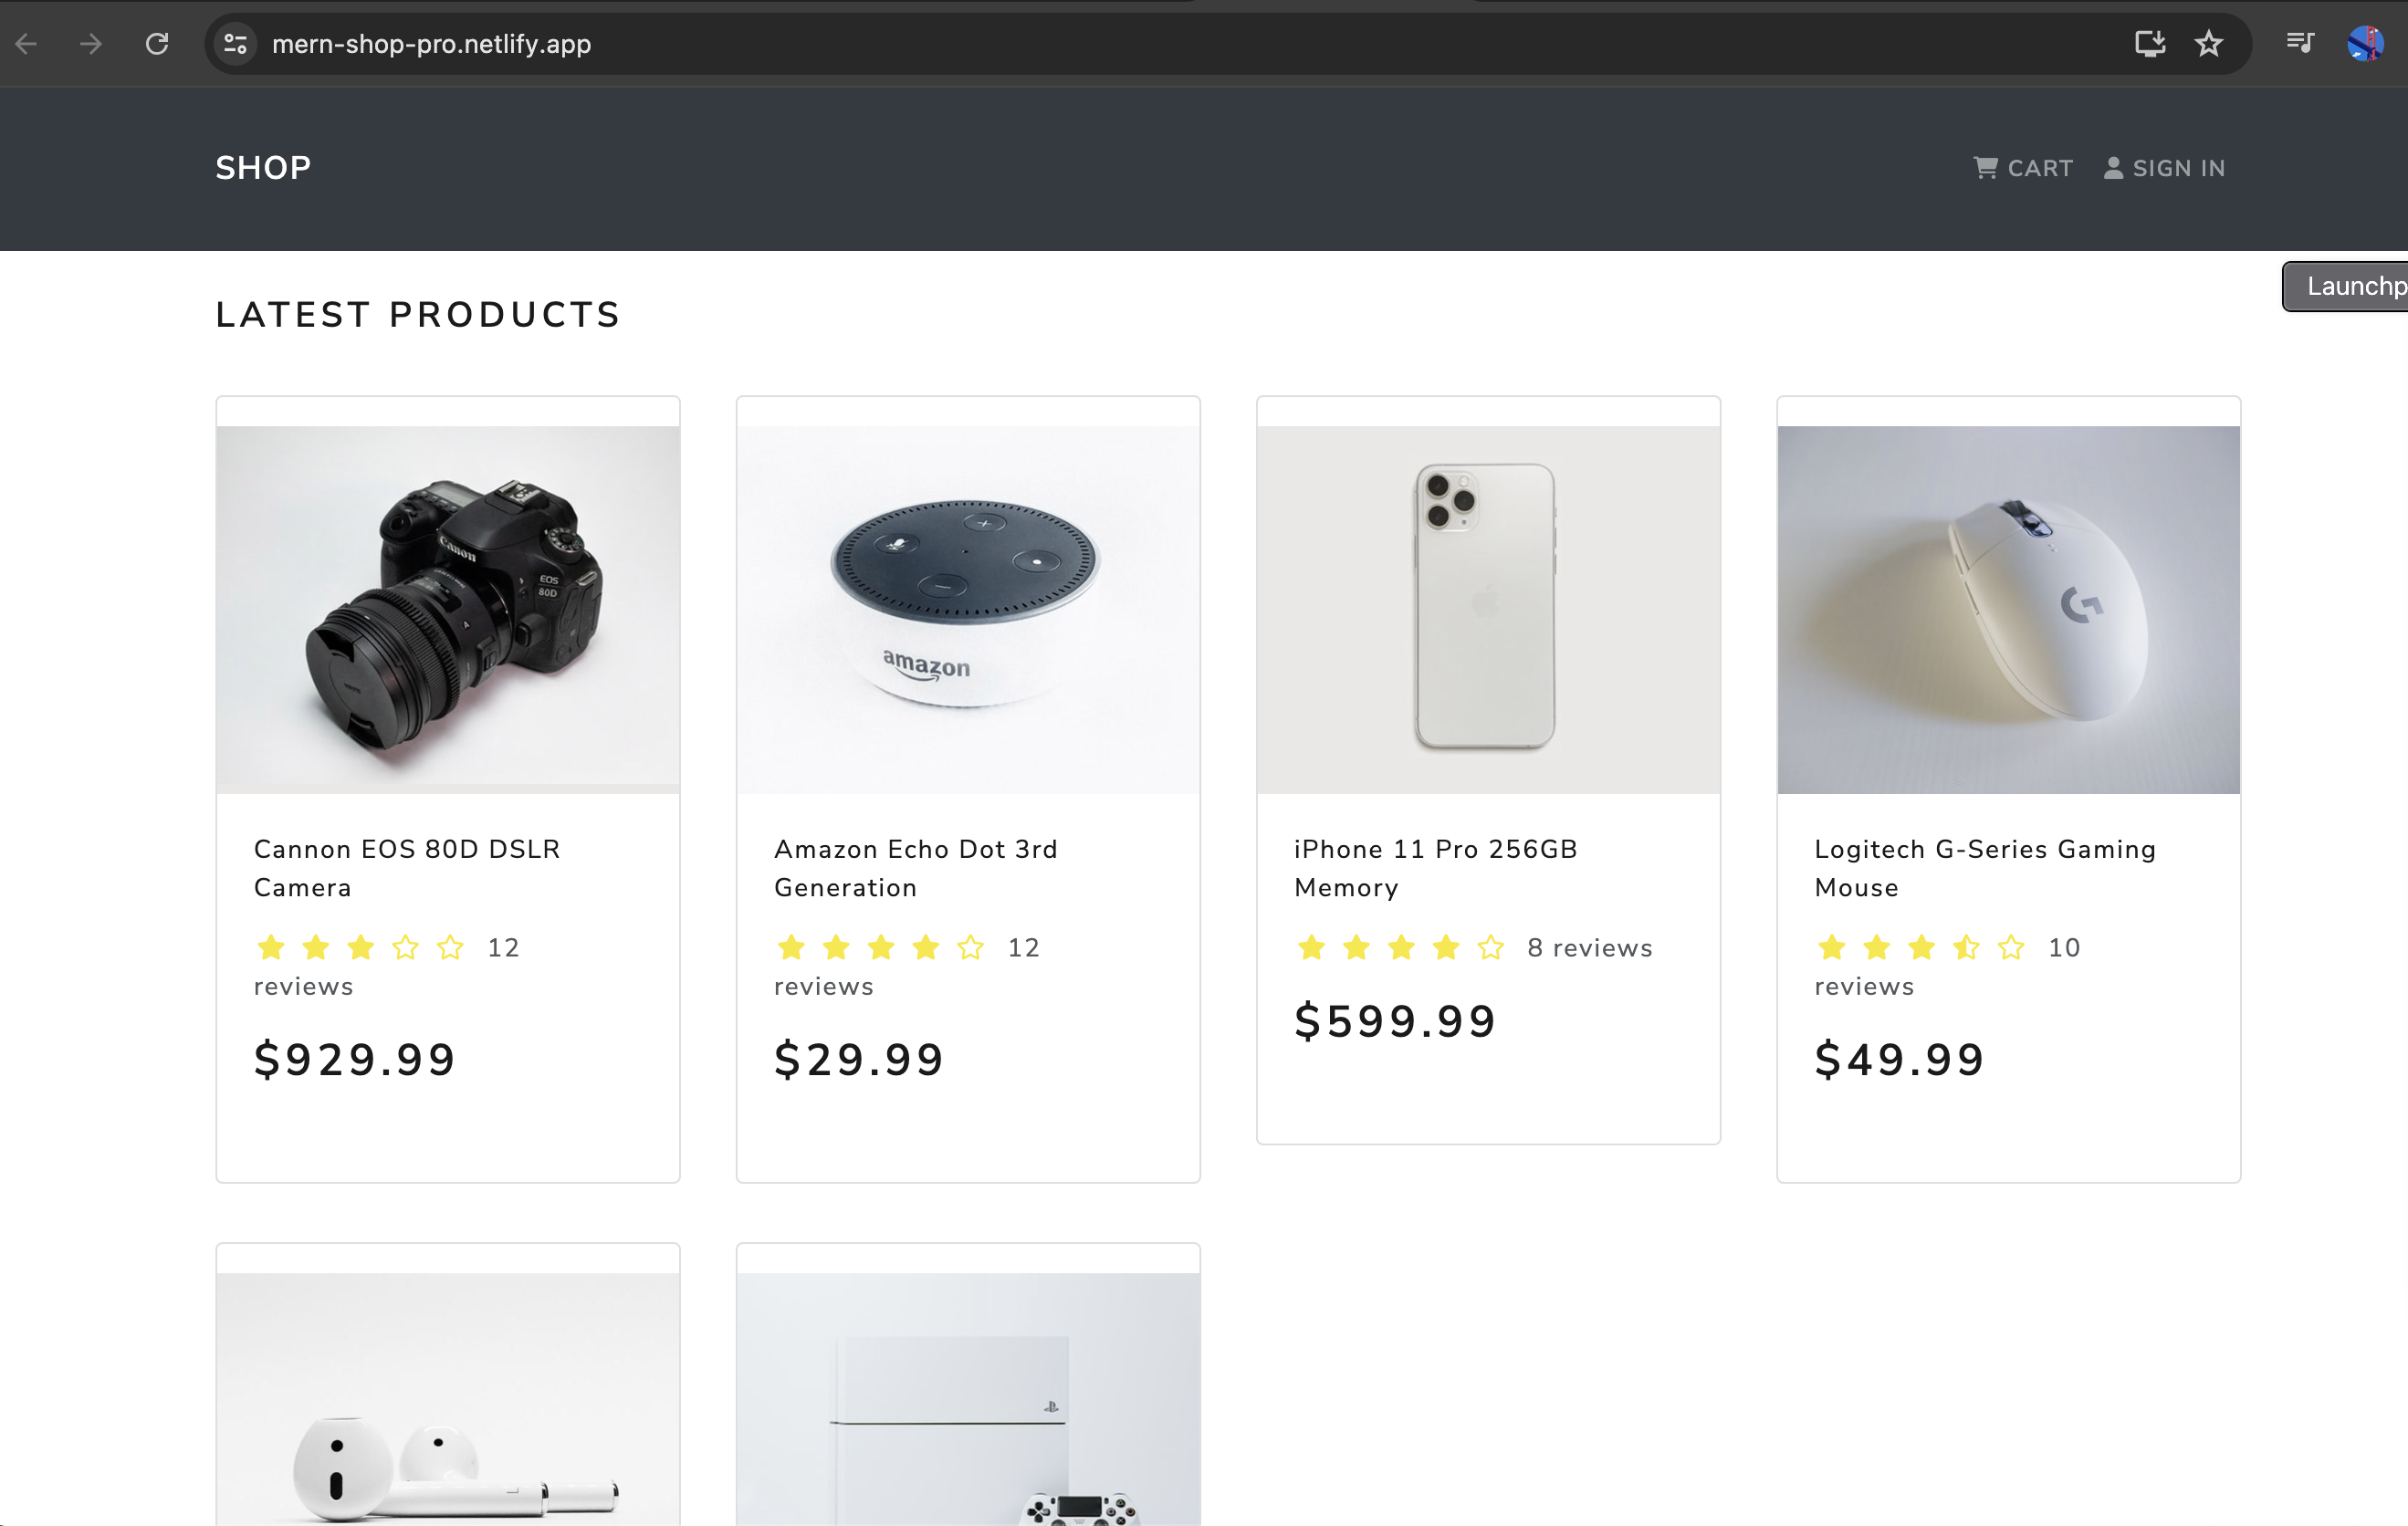 mern-shop-pro.netlify.app
SHOP
CART
SIGN IN
Launchp
LATEST PRODUCTS
Canon
EOS
80D
amazon
G
Cannon EOS 80D DSLR
Camera
12
reviews
$929.99
Amazon Echo Dot 3rd
Generation
12
reviews
$29.99
iPhone 11 Pro 256GB
Memory
8 reviews
$599.99
Logitech G-Series Gaming
Mouse
10
reviews
$49.99